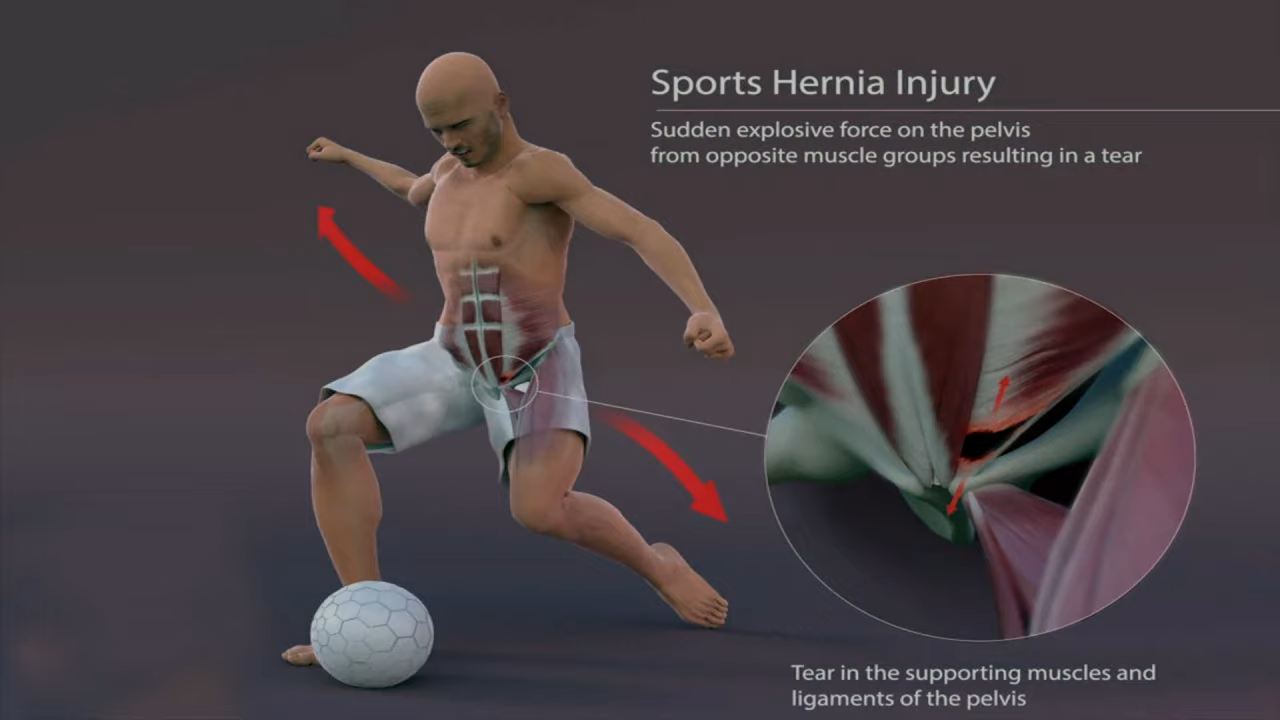 Sports Hernia Injury
Sudden explosive force on the pelvis
from opposite muscle groups resulting in a tear
Tear in the supporting muscles and
ligaments of the pelvis